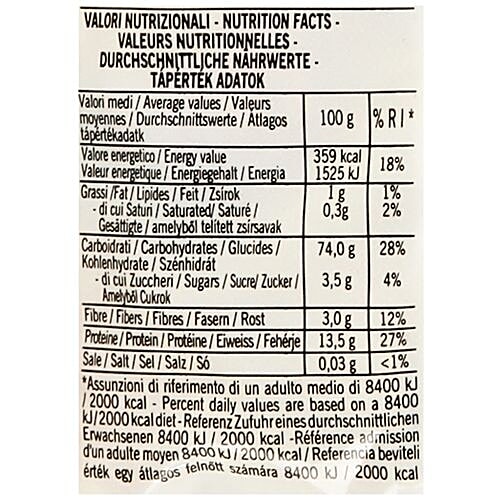 VALORI NUTRIZIONALI - NUTRITION FACTS -
VALEURS NUTRITIONNELLES -
DURCHSCHNITTLICHE NÄHRWERTE -
TÁPÉRTÉK ADATOK
Valori medi / Average values / Valeurs
moyennes / Durchschnittswerte / Átlagos
tápértékadatk
100 g % R I *
Valore energetico / Energy value 359 kcal
Valeur energetique / Energiegehalt / Energia 1525 kJ 18%
Grassi /Fat / Lipides / Feit / Zsírok 1 g 1%
- di cui Saturi / Saturated/ Saturé / 0,3g 2%
Gesättigte / amelyből telített zsírsavak
Carboidrati / Carbohydrates / Glucides / 74,0 g 28%
Kohlenhydrate / Szénhidrát
- di cui Zuccheri / Sugars / Sucre/ Zucker / 3,5 g 4%
Amelyből Cukrok
Fibre / Fibers / Fibres / Fasern / Rost 3,0 g 12%
Proteine / Protein / Protéine / Eiweiss / Fehérje 13,5 g 27%
Sale / Salt / Sel / Salz / Só 0,03 g <1%
*Assunzioni di riferimento di un adulto medio di 8400 kJ
/ 2000 kcal - Percent daily values are based on a 8400
kJ/2000 kcal diet - Referenz Zufuhr eines durchschnittlichen
Erwachsenen 8400 kJ / 2000 kcal -Référence admission
d'un adulte moyen 8400 kJ / 2000 kcal / Referencia beviteli
érték egy átlagos felnőtt számára 8400 kJ / 2000 kcal